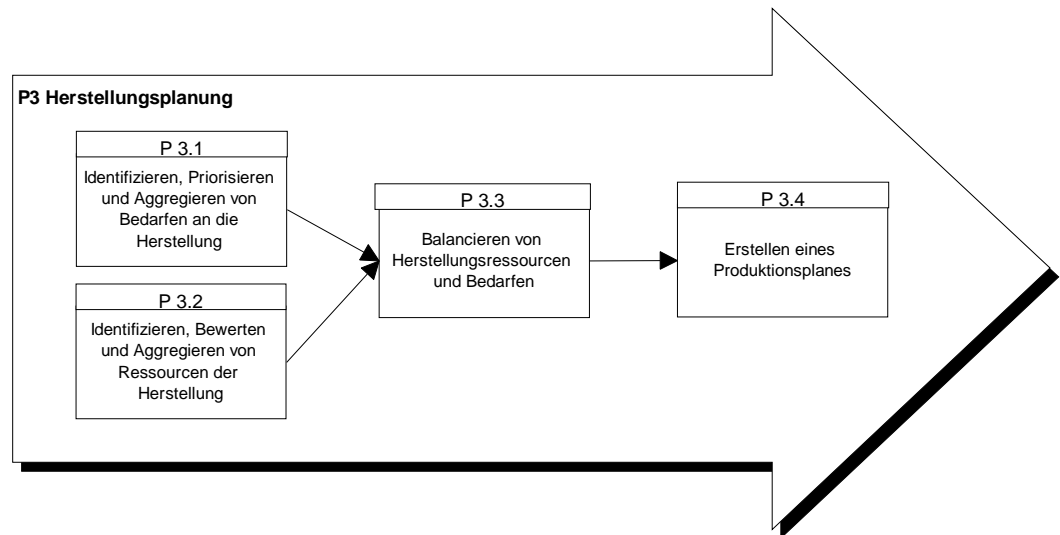 P3 Herstellungsplanung
P 3.1
Identifizieren, Priorisieren
und Aggregieren von
Bedarfen an die
Herstellung
P 3.2
Identifizieren, Bewerten
und Aggregieren von
Ressourcen der
Herstellung
P 3.3
Balancieren von
Herstellungsressourcen
und Bedarfen
P 3.4
Erstellen eines
Produktionsplanes